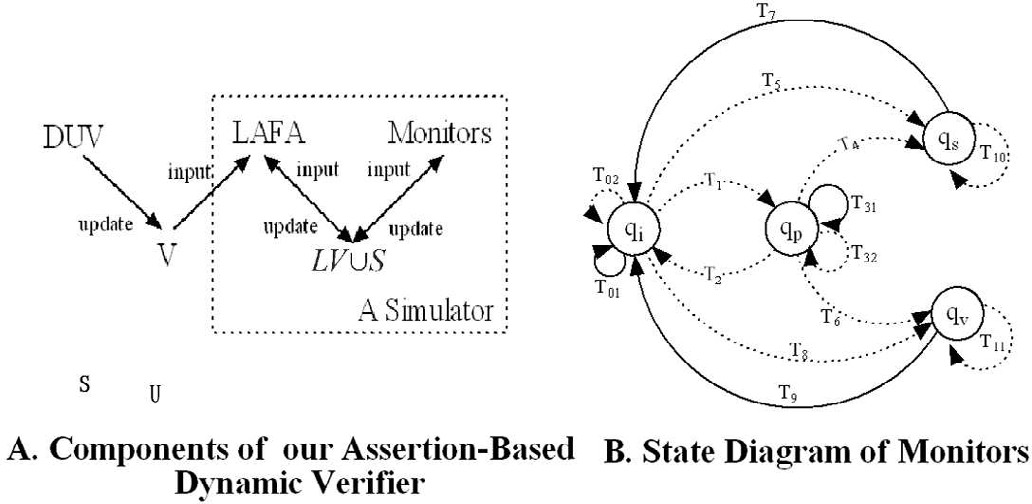 DUV
LAFA
Monitors
input
input
input
update
update
update
V
LV∪S
A Simulator
S
U
A. Components of our Assertion-Based
Dynamic Verifier
T7
T5
qs
T4
T10
T02
T1
T31
qi
qp
T32
T01
T2
T6
qv
T8
T11
T9
B. State Diagram of Monitors